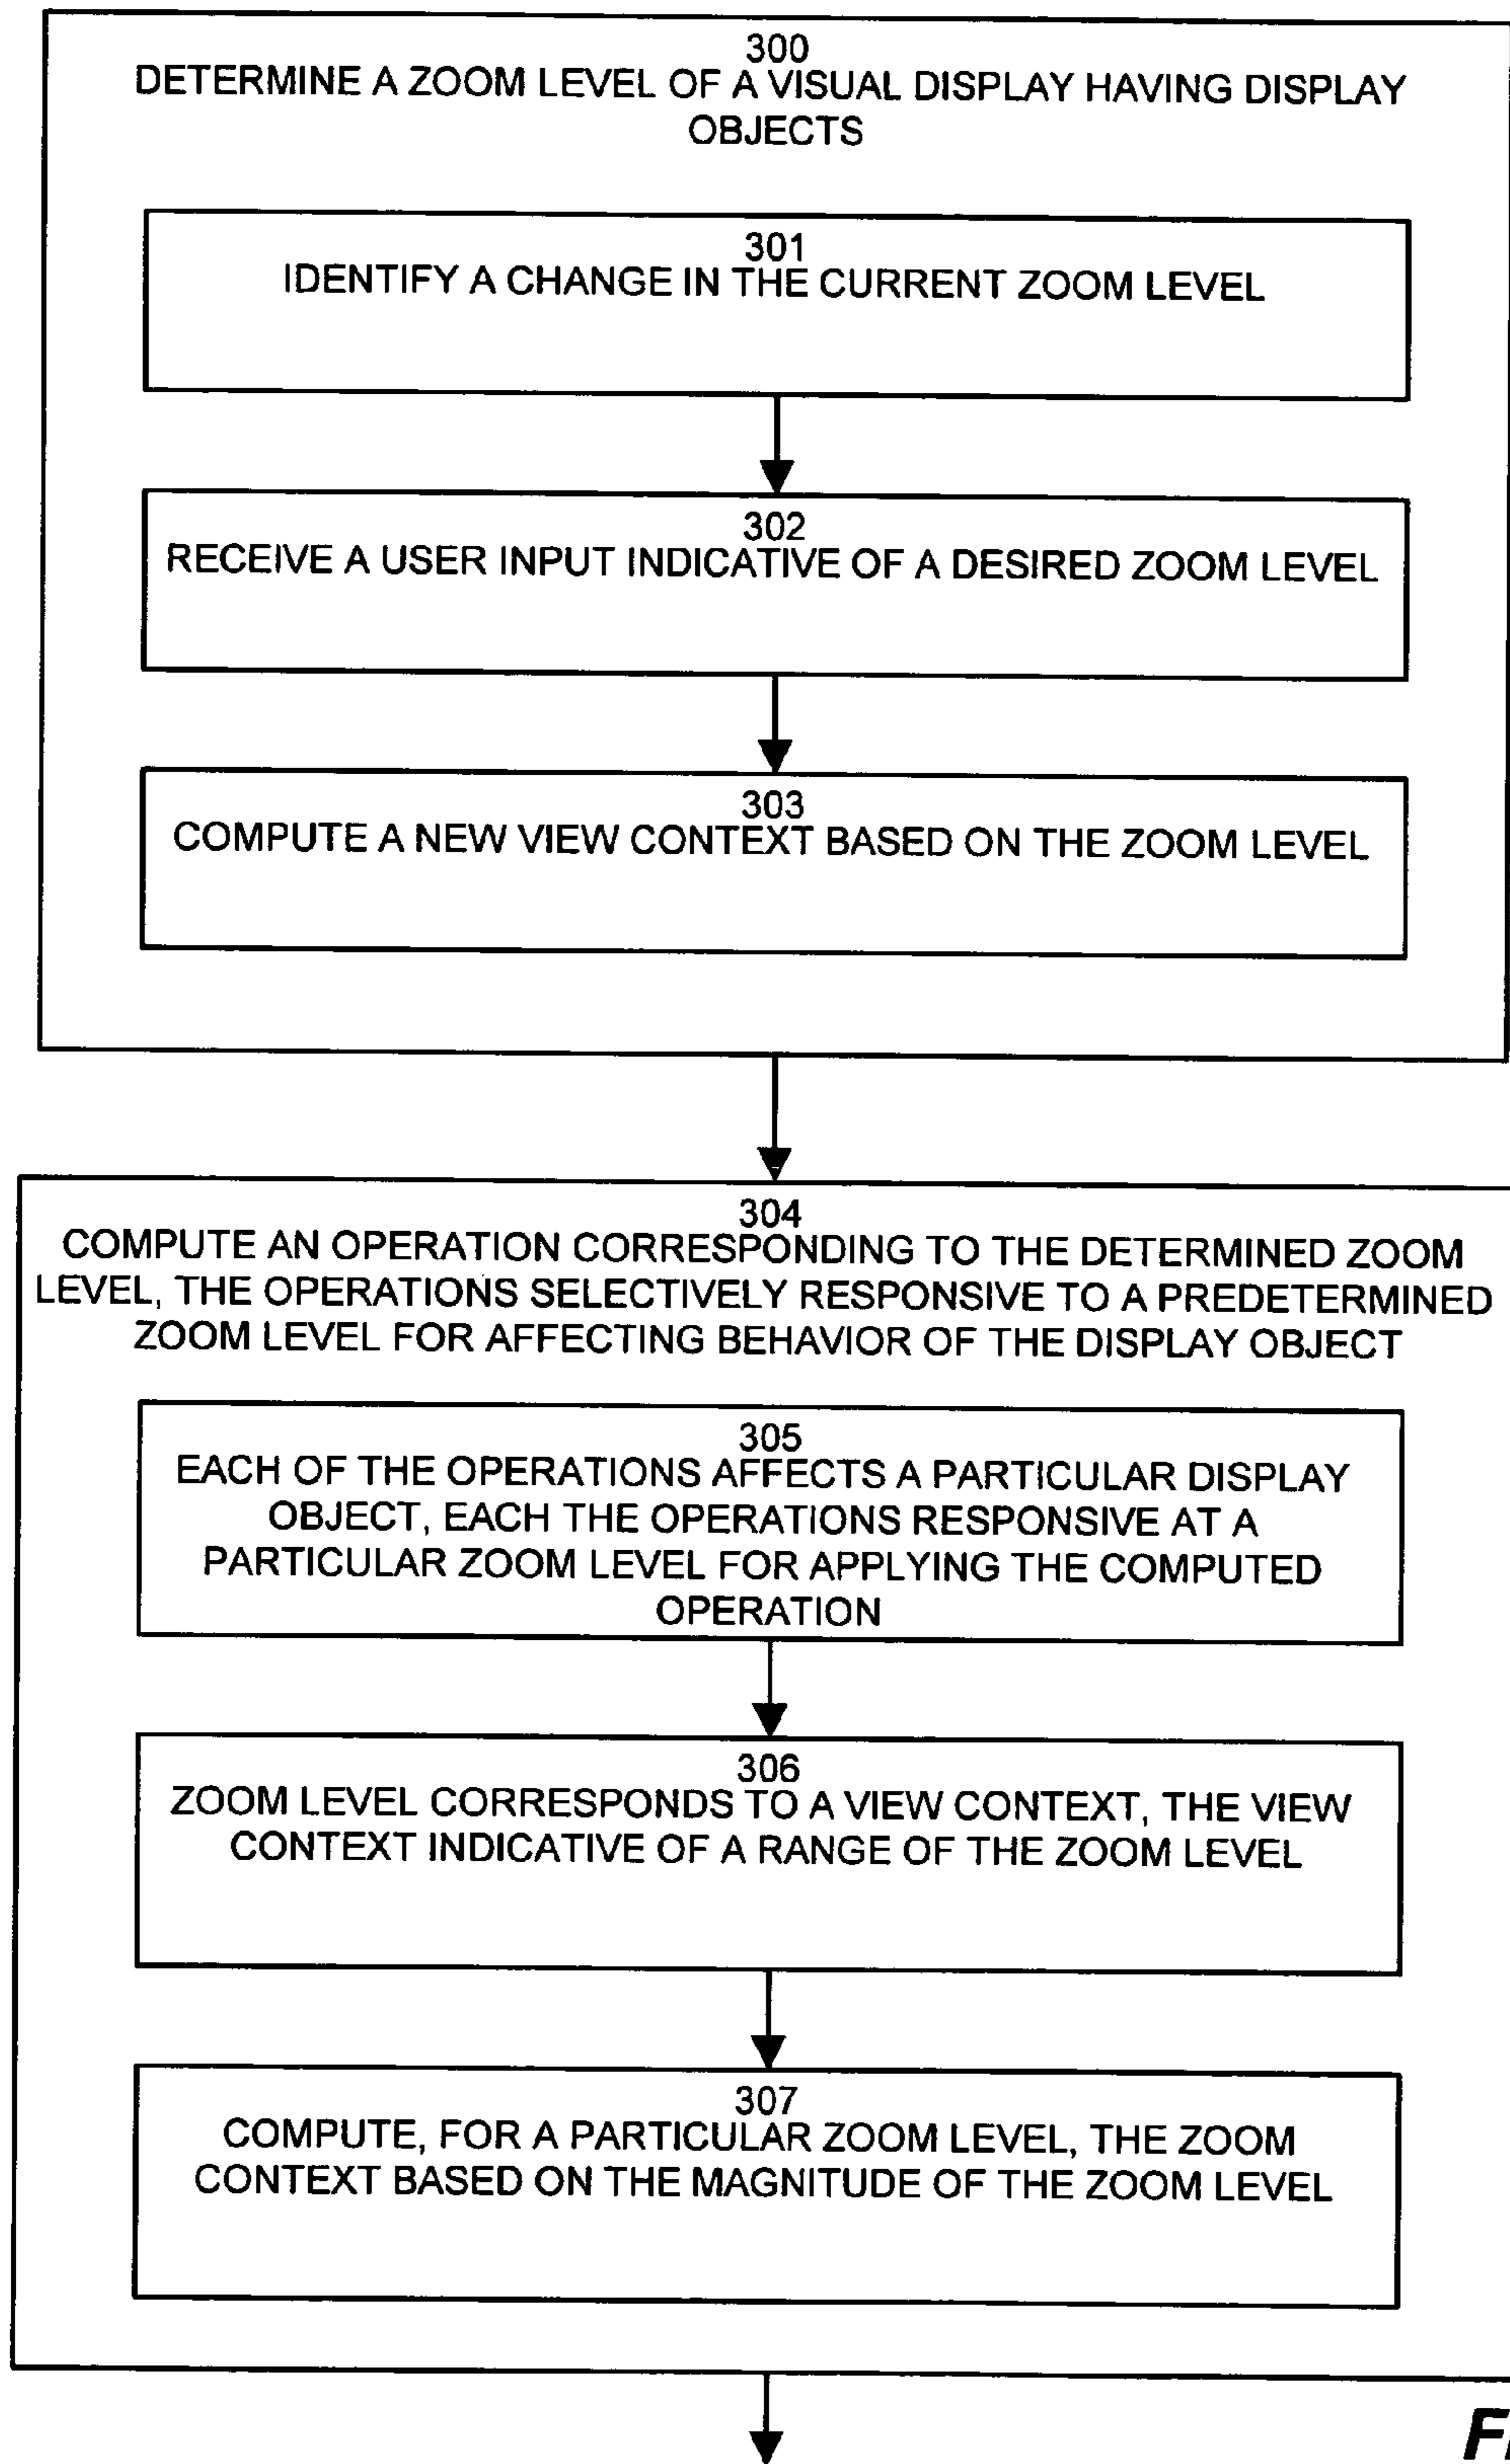 300
DETERMINE A ZOOM LEVEL OF A VISUAL DISPLAY HAVING DISPLAY
OBJECTS
301
IDENTIFY A CHANGE IN THE CURRENT ZOOM LEVEL
302
RECEIVE A USER INPUT INDICATIVE OF A DESIRED ZOOM LEVEL
303
COMPUTE A NEW VIEW CONTEXT BASED ON THE ZOOM LEVEL
304
COMPUTE AN OPERATION CORRESPONDING TO THE DETERMINED ZOOM
LEVEL, THE OPERATIONS SELECTIVELY RESPONSIVE TO A PREDETERMINED
ZOOM LEVEL FOR AFFECTING BEHAVIOR OF THE DISPLAY OBJECT
305
EACH OF THE OPERATIONS AFFECTS A PARTICULAR DISPLAY
OBJECT, EACH THE OPERATIONS RESPONSIVE AT A
PARTICULAR ZOOM LEVEL FOR APPLYING THE COMPUTED
OPERATION
306
ZOOM LEVEL CORRESPONDS TO A VIEW CONTEXT, THE VIEW
CONTEXT INDICATIVE OF A RANGE OF THE ZOOM LEVEL
307
COMPUTE, FOR A PARTICULAR ZOOM LEVEL, THE ZOOM
CONTEXT BASED ON THE MAGNITUDE OF THE ZOOM LEVEL